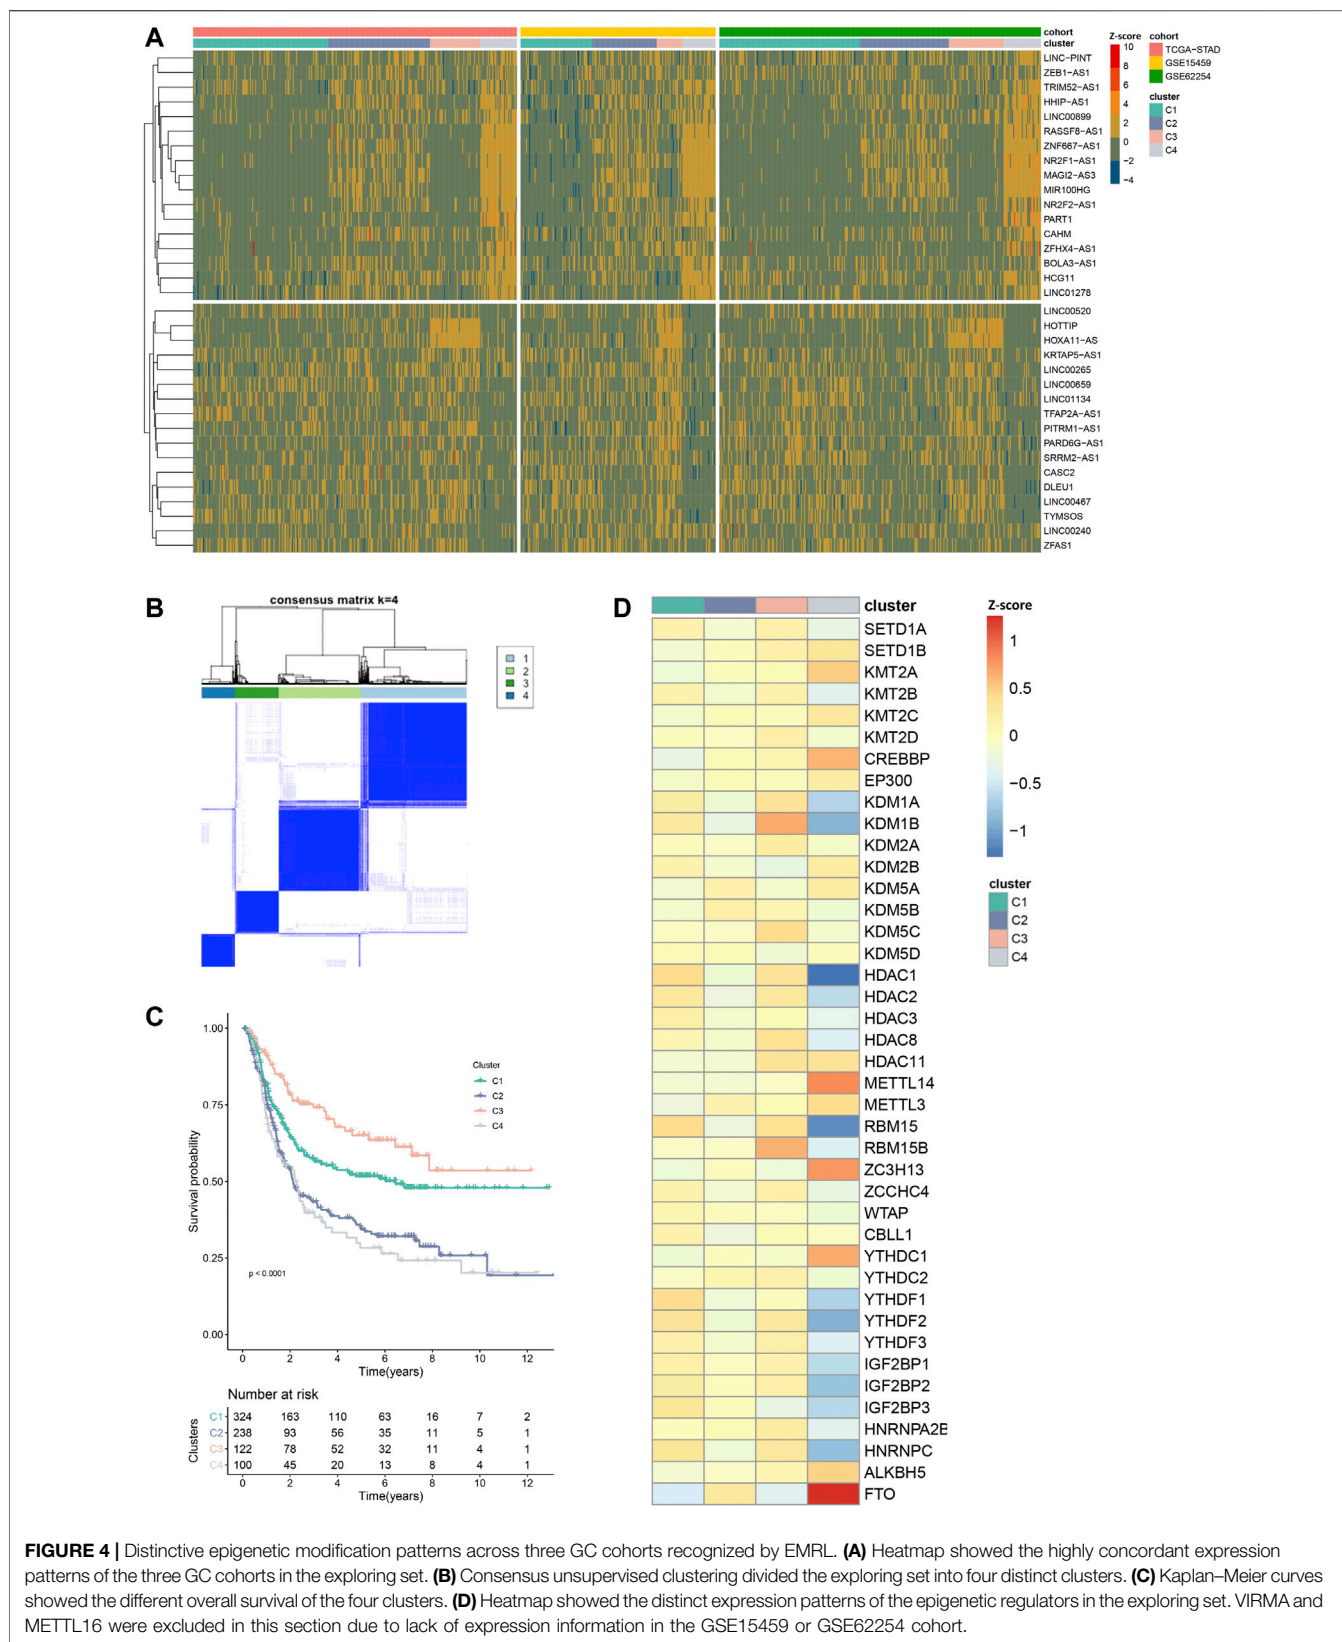 A
cohort
cluster
LINC-PINT
ZEB1-AS1
TRIM52-AS1
HHIP-AS1
LINC00899
RASSF8-AS1
ZNF667-AS1
NR2F1-AS1
MAGI2-AS3
MIR100HG
NR2F2-AS1
PART1
CAHM
ZFHX4-AS1
BOLA3-AS1
HCG11
LINC01278
LINC00520
HOTTIP
HOXA11-AS
KRTAP5-AS1
LINC00265
LINC00659
LINC01134
TFAP2A-AS1
PITRM1-AS1
PARD6G-AS1
SRRM2-AS1
CASC2
DLEU1
LINC00467
TYMSOS
LINC00240
ZFAS1
Z-score
10
8
6
4
2
0
−2
−4
cohort
TCGA-STAD
GSE15459
GSE62254
cluster
C1
C2
C3
C4
B
consensus matrix k=4
1
2
3
4
C
Survival probability
1.00
0.75
0.50
0.25
0.00
Cluster
C1
C2
C3
C4
p < 0.0001
0 2 4 6 8 10 12
Time(years)
Number at risk
Clusters
C1 324 163 110 63 16 7 2
C2 238 93 56 35 11 5 1
C3 122 78 52 32 11 4 1
C4 100 45 20 13 8 4 1
0 2 4 6 8 10 12
Time(years)
D
cluster
SETD1A
SETD1B
KMT2A
KMT2B
KMT2C
KMT2D
CREBBP
EP300
KDM1A
KDM1B
KDM2A
KDM2B
KDM5A
KDM5B
KDM5C
KDM5D
HDAC1
HDAC2
HDAC3
HDAC8
HDAC11
METTL14
METTL3
RBM15
RBM15B
ZC3H13
ZCCHC4
WTAP
CBLL1
YTHDC1
YTHDC2
YTHDF1
YTHDF2
YTHDF3
IGF2BP1
IGF2BP2
IGF2BP3
HNRNPA2B
HNRNPC
ALKBH5
FTO
Z-score
1
0.5
0
−0.5
−1
cluster
C1
C2
C3
C4
FIGURE 4 | Distinctive epigenetic modification patterns across three GC cohorts recognized by EMRL. (A) Heatmap showed the highly concordant expression
patterns of the three GC cohorts in the exploring set. (B) Consensus unsupervised clustering divided the exploring set into four distinct clusters. (C) Kaplan–Meier curves
showed the different overall survival of the four clusters. (D) Heatmap showed the distinct expression patterns of the epigenetic regulators in the exploring set. VIRMA and
METTL16 were excluded in this section due to lack of expression information in the GSE15459 or GSE62254 cohort.